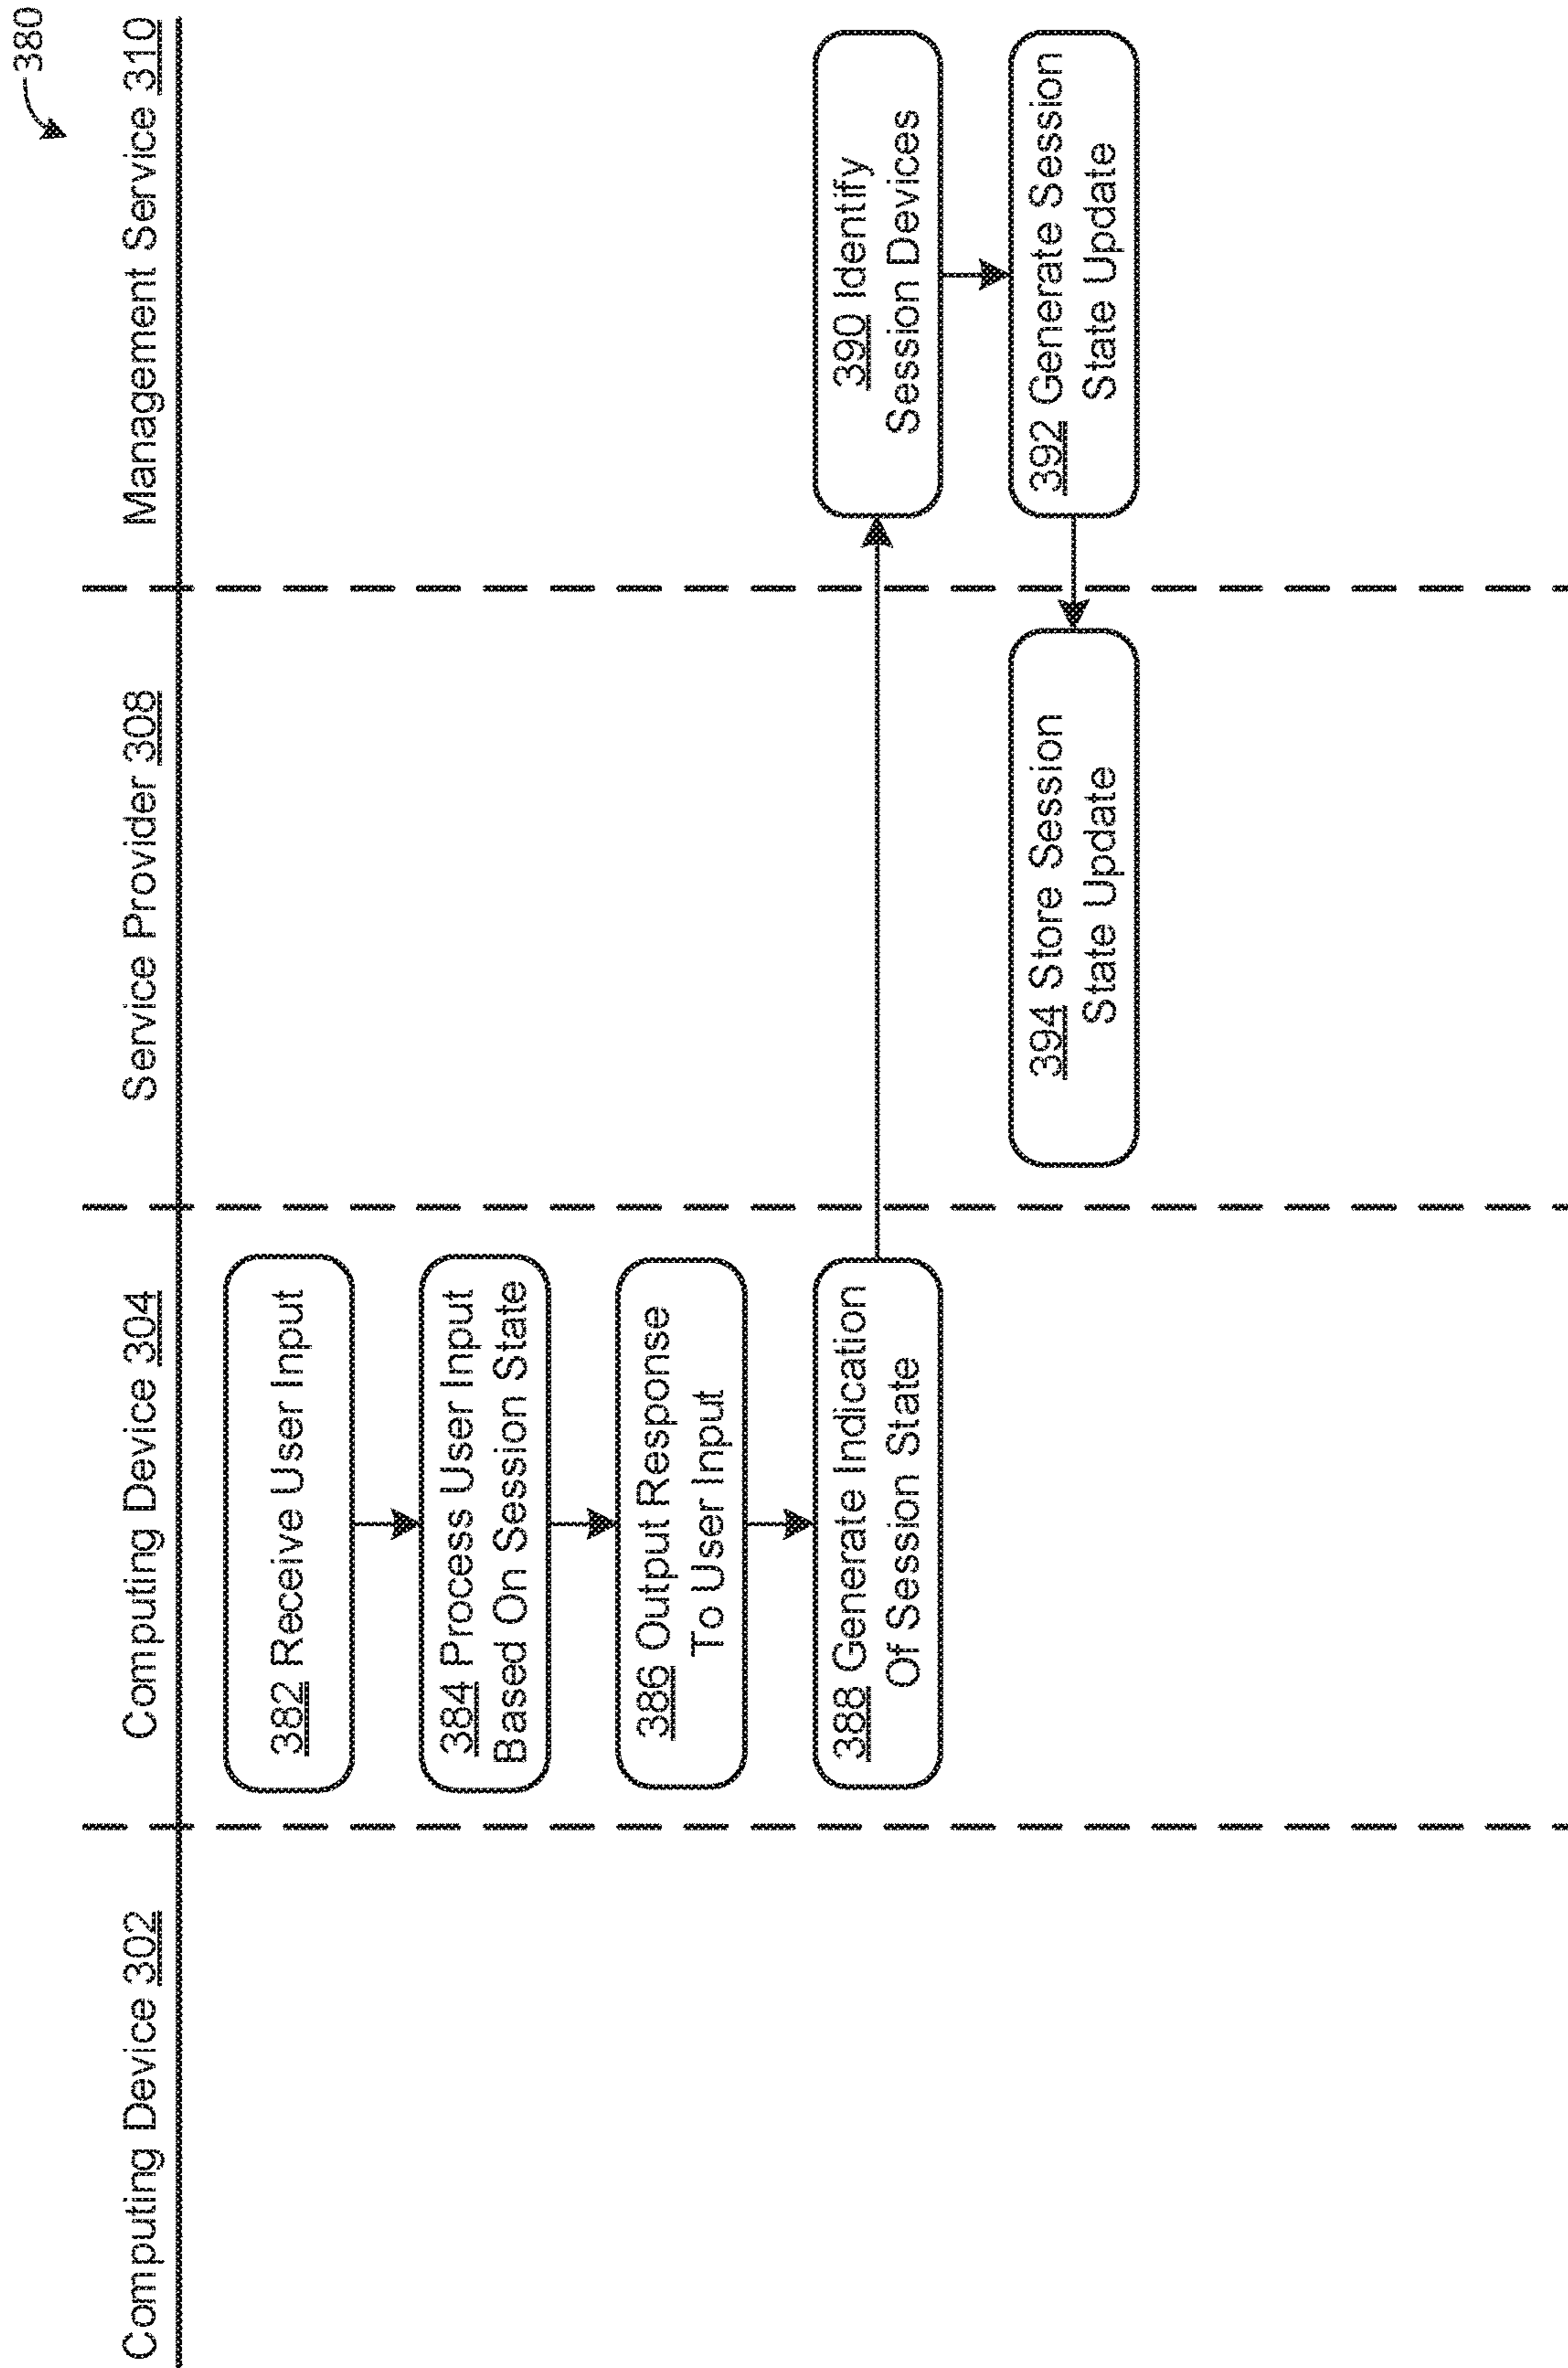 380
Computing Device 302
Computing Device 304
Service Provider 308
Management Service 310
382 Receive User Input
384 Process User Input
Based On Session State
386 Output Response
To User Input
388 Generate Indication
Of Session State
390 Identify
Session Devices
392 Generate Session
State Update
394 Store Session
State Update